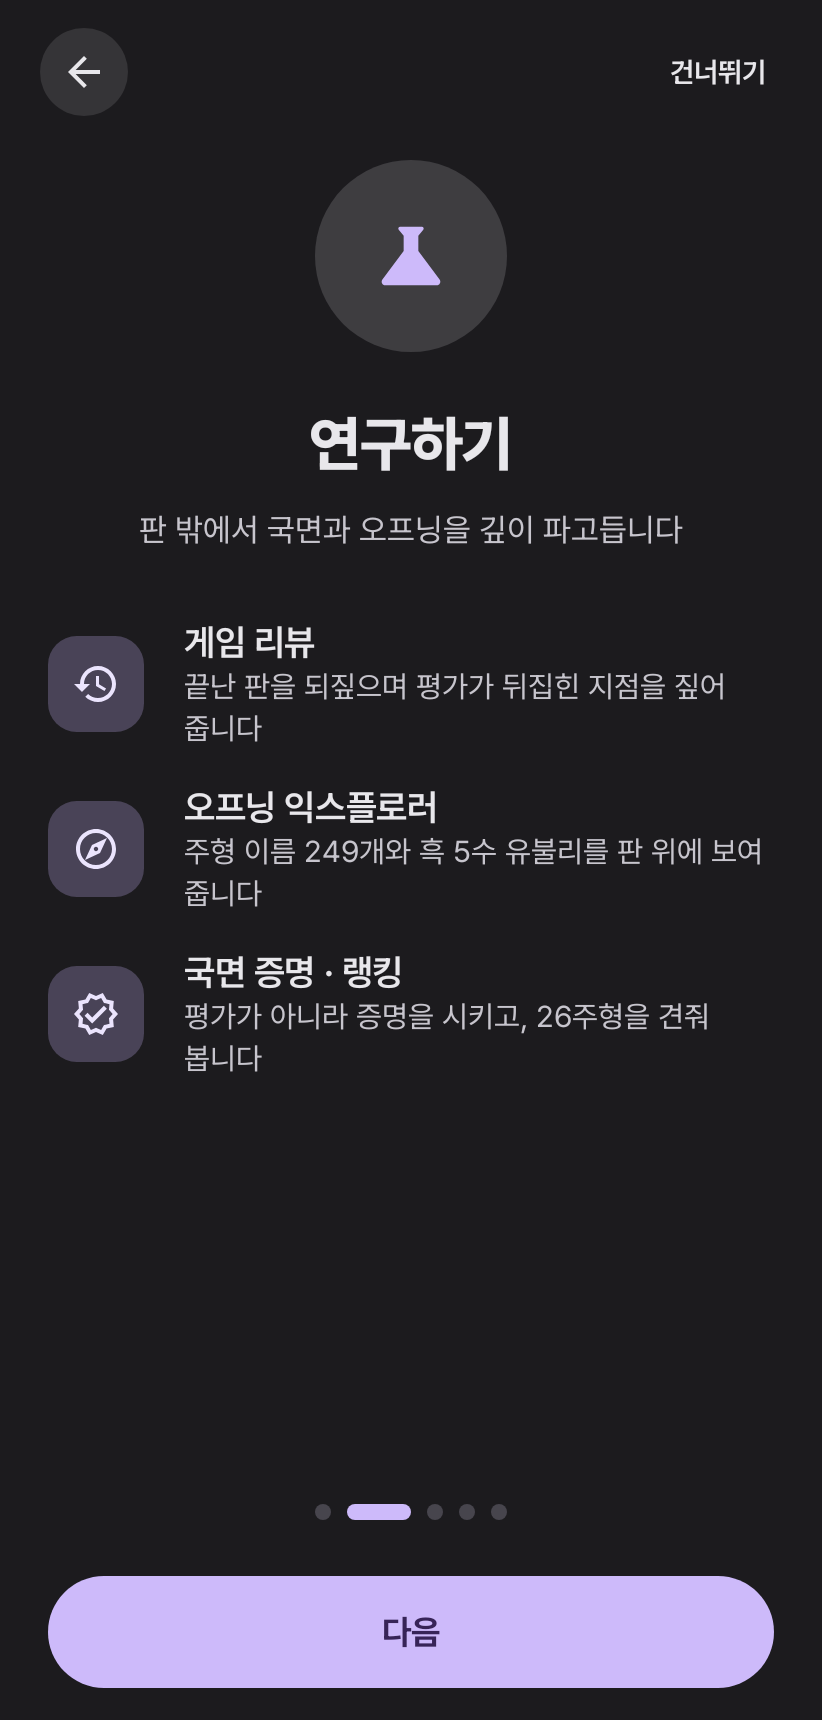 건너뛰기
연구하기
판 밖에서 국면과 오프닝을 깊이 파고듭니다
게임 리뷰
끝난 판을 되짚으며 평가가 뒤집힌 지점을 짚어
줍니다
오프닝 익스플로러
주형 이름 249개와 흑 5수 유불리를 판 위에 보여
줍니다
국면 증명 · 랭킹
평가가 아니라 증명을 시키고, 26주형을 견줘
봅니다
다음